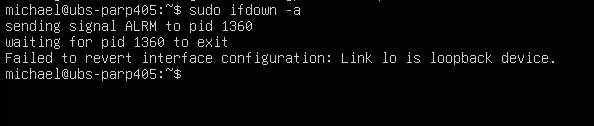 michael@ubs-parp405:~$ sudo ifdown -a
sending signal ALRM to pid 1360
waiting for pid 1360 to exit
Failed to revert interface configuration: Link lo is loopback device.
michael@ubs-parp405:~$